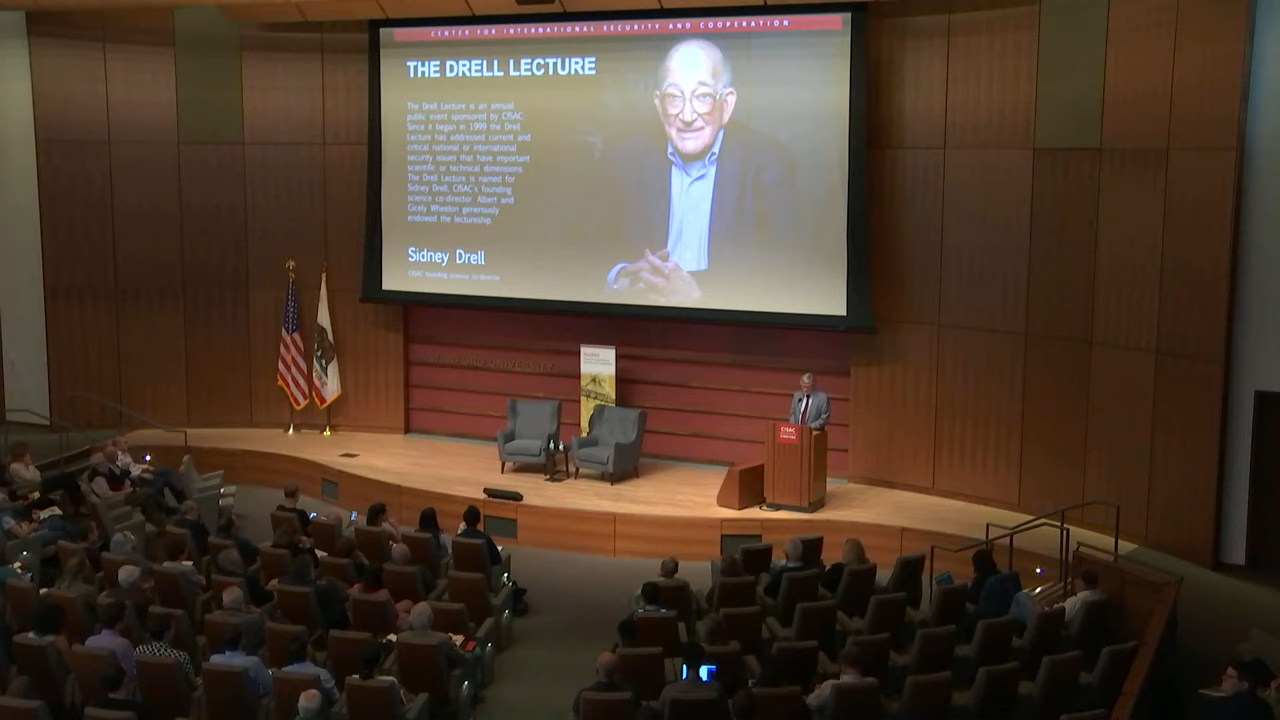 CENTER FOR INTERNATIONAL SECURITY AND COOPERATION
THE DRELL LECTURE
The Drell Lecture is an annual
public event sponsored by CISAC.
Since it began in 1999 the Drell
Lecture has addressed current and
critical national or international
security issues that have important
scientific or technical dimensions.
The Drell Lecture is named for
Sidney Drell, CISAC's founding
science co-director. Albert and
Cicely Wheelon generously
endowed the lectureship.
Sidney Drell
CISAC founding science co-director
STANFORD UNIVERSITY
CISAC